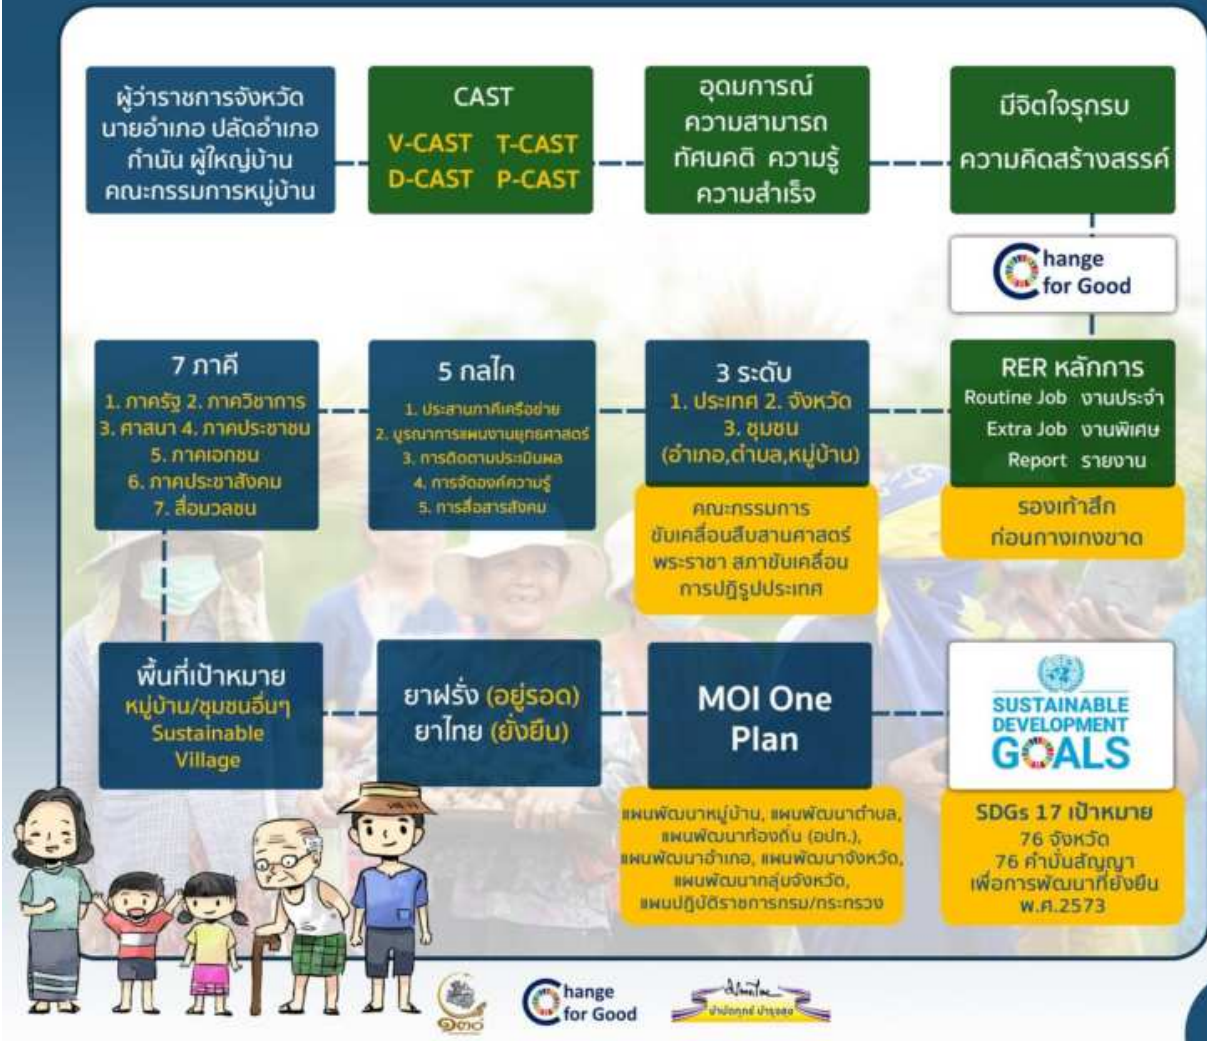 ผู้ว่าราชการจังหวัด
นายอำเภอ ปลัดอำเภอ
กำนัน ผู้ใหญ่บ้าน
คณะกรรมการหมู่บ้าน
CAST
V-CAST T-CAST
D-CAST P-CAST
อุดมการณ์
ความสามารถ
ทัศนคติ ความรู้
ความสำเร็จ
มีจิตใจรุกรบ
ความคิดสร้างสรรค์
Change
for Good
7 ภาคี
1. ภาครัฐ 2. ภาควิชาการ
3. ศาสนา 4. ภาคประชาชน
5. ภาคเอกชน
6. ภาคประชาสังคม
7. สื่อมวลชน
5 กลไก
1. ประสานภาคีเครือข่าย
2. บูรณาการแผนงานยุทธศาสตร์
3. การติดตามประเมินผล
4. การจัดองค์ความรู้
5. การสื่อสารสังคม
3 ระดับ
1. ประเทศ 2. จังหวัด
3. ชุมชน
(อำเภอ,ตำบล,หมู่บ้าน)
คณะกรรมการ
ขับเคลื่อนสืบสานศาสตร์
พระราชา สภาขับเคลื่อน
การปฏิรูปประเทศ
RER หลักการ
Routine Job งานประจำ
Extra Job งานพิเศษ
Report รายงาน
รองเท้าสึก
ก่อนกางเกงขาด
พื้นที่เป้าหมาย
หมู่บ้าน/ชุมชนอื่นๆ
Sustainable
Village
ยาฝรั่ง (อยู่รอด)
ยาไทย (ยั่งยืน)
MOI One
Plan
แผนพัฒนาหมู่บ้าน, แผนพัฒนาตำบล,
แผนพัฒนาท้องถิ่น (อปท.),
แผนพัฒนาอำเภอ, แผนพัฒนาจังหวัด,
แผนพัฒนากลุ่มจังหวัด,
แผนปฏิบัติราชการกรม/กระทรวง
SUSTAINABLE
DEVELOPMENT
GOALS
SDGs 17 เป้าหมาย
76 จังหวัด
76 คำมั่นสัญญา
เพื่อการพัฒนาที่ยั่งยืน
พ.ศ.2573
๑๓๐
Change
for Good
บำบัดทุกข์ บำรุงสุข